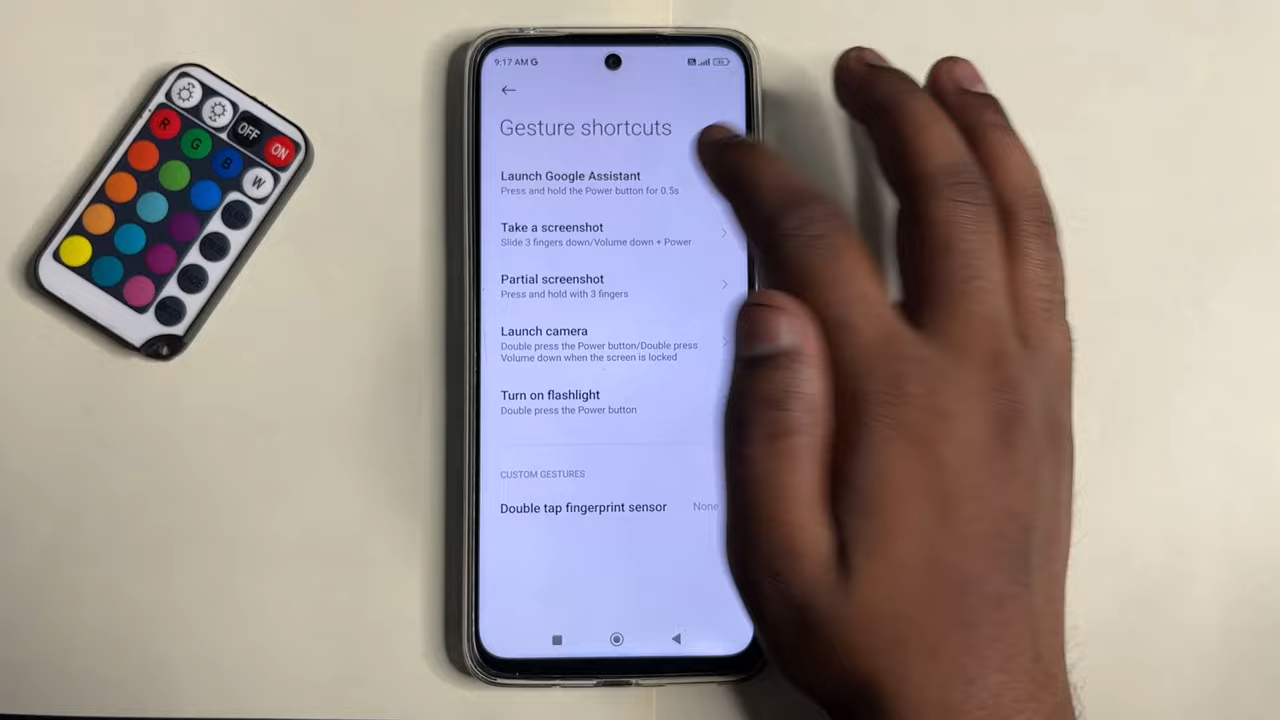 OFF
ON
R
G
B
W
9:17 AM G
Gesture shortcuts
Launch Google Assistant
Press and hold the Power button for 0.5s
Take a screenshot
Slide 3 fingers down/Volume down + Power
Partial screenshot
Press and hold with 3 fingers
Launch camera
Double press the Power button/Double press
Volume down when the screen is locked
Turn on flashlight
Double press the Power button
CUSTOM GESTURES
Double tap fingerprint sensor
None